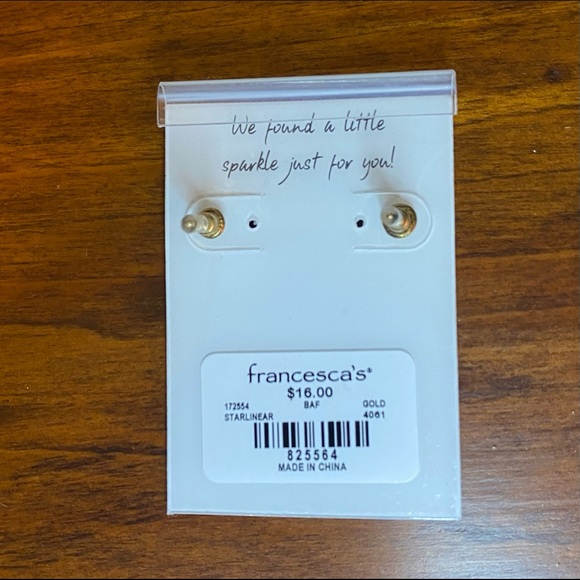 We found a little
sparkle just for you!
francesca's®
$16.00
172554 BAF GOLD
STARLINEAR 4061
825564
MADE IN CHINA